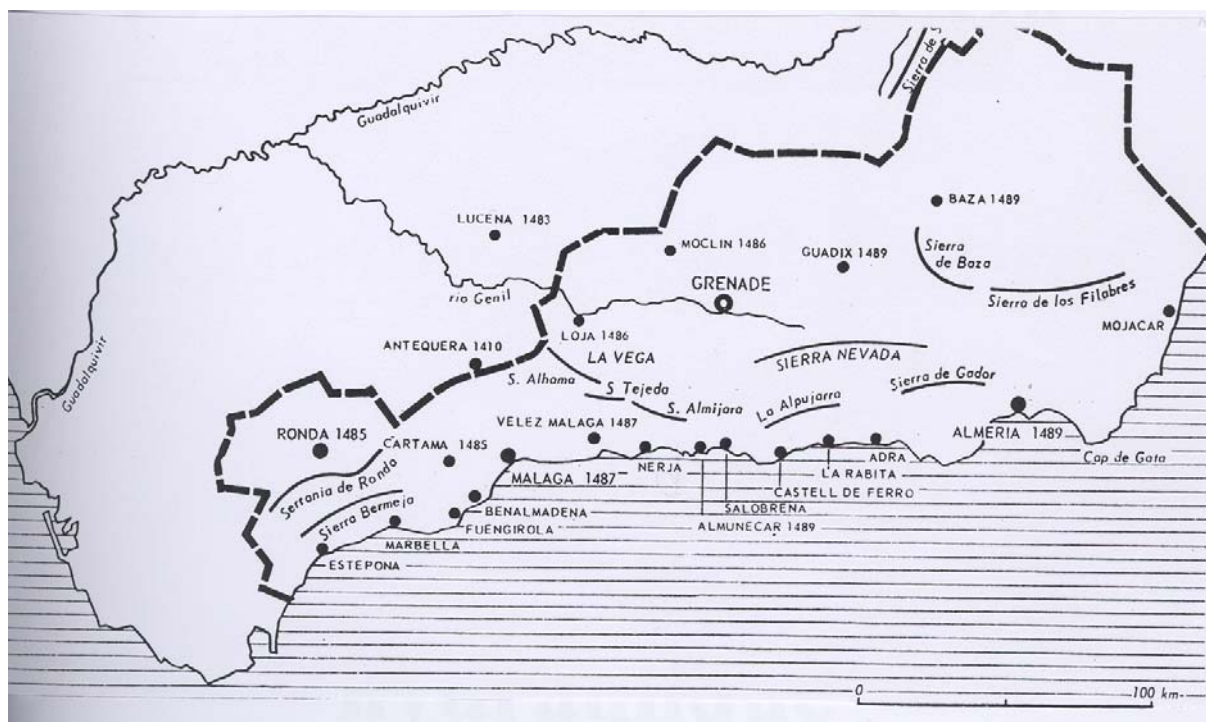 Sierra de S
Guadalquivir
BAZA 1489
LUCENA 1483
MOCLIN 1486
GUADIX 1489
Sierra
de Baza
GRENADE
rio Genil
Sierra de los Filabres
MOJACAR
LOJA 1486
ANTEQUERA 1410
LA VEGA
SIERRA NEVADA
Guadalquivir
S. Alhama
S Tejeda
Sierra de Gador
S. Almijara
La Alpujarra
VELEZ MALAGA 1487
RONDA 1485
CARTAMA 1485
ALMERIA 1489
Cap de Gata
NERJA
ADRA
MALAGA 1487
LA RABITA
Serrania de Ronda
CASTELL DE FERRO
Sierra Bermeja
BENALMADENA
SALOBRENA
FUENGIROLA
ALMUNECAR 1489
MARBELLA
ESTEPONA
0
100 km